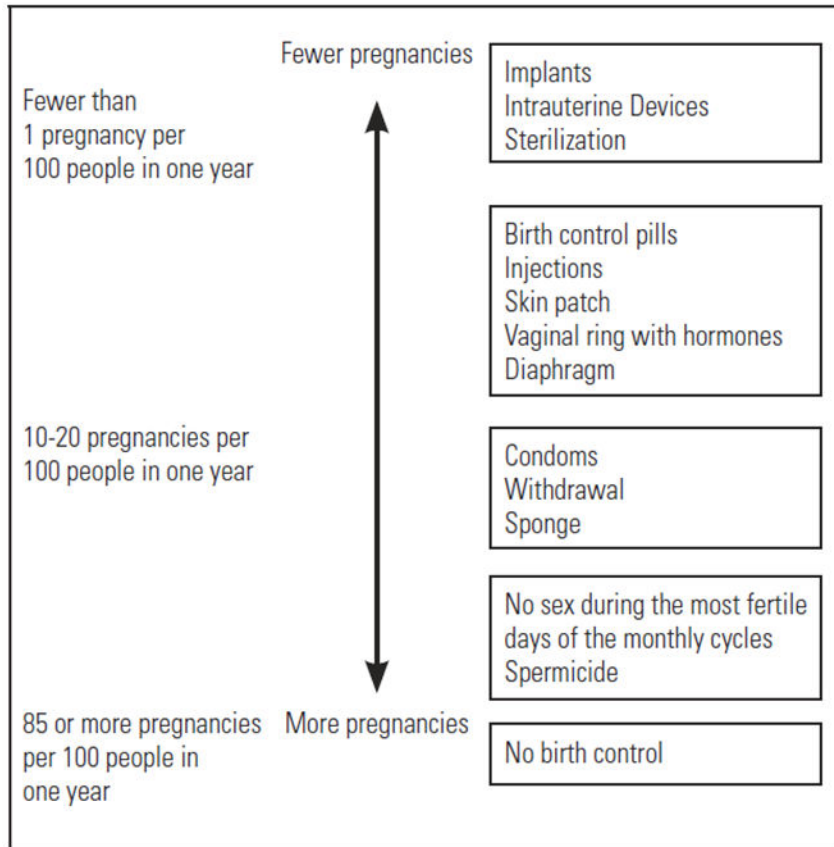 Fewer pregnancies
Fewer than
1 pregnancy per
100 people in one year
Implants
Intrauterine Devices
Sterilization
Birth control pills
Injections
Skin patch
Vaginal ring with hormones
Diaphragm
10-20 pregnancies per
100 people in one year
Condoms
Withdrawal
Sponge
No sex during the most fertile
days of the monthly cycles
Spermicide
85 or more pregnancies
per 100 people in
one year
More pregnancies
No birth control